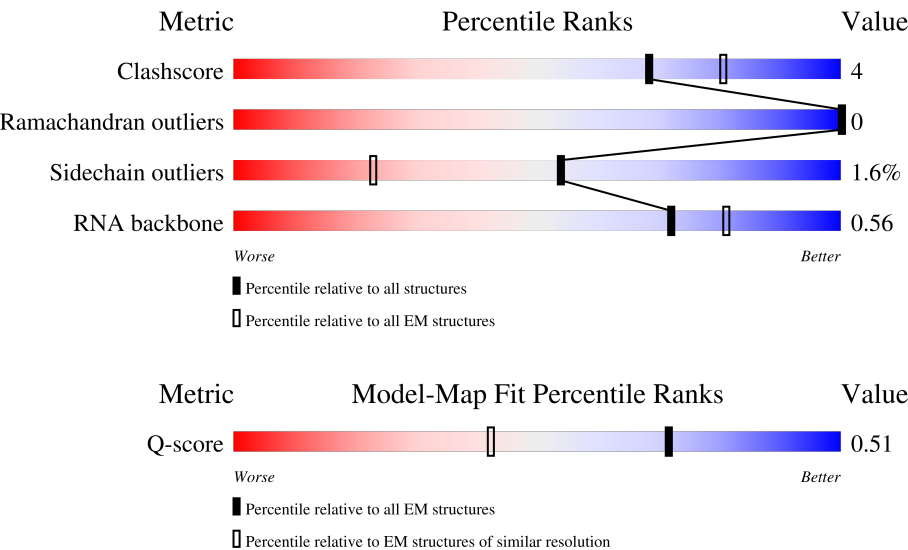 Metric Percentile Ranks Value
Clashscore 4
Ramachandran outliers 0
Sidechain outliers 1.6%
RNA backbone 0.56
Worse Better
Percentile relative to all structures
Percentile relative to all EM structures
Metric Model-Map Fit Percentile Ranks Value
Q-score 0.51
Worse Better
Percentile relative to all EM structures
Percentile relative to EM structures of similar resolution